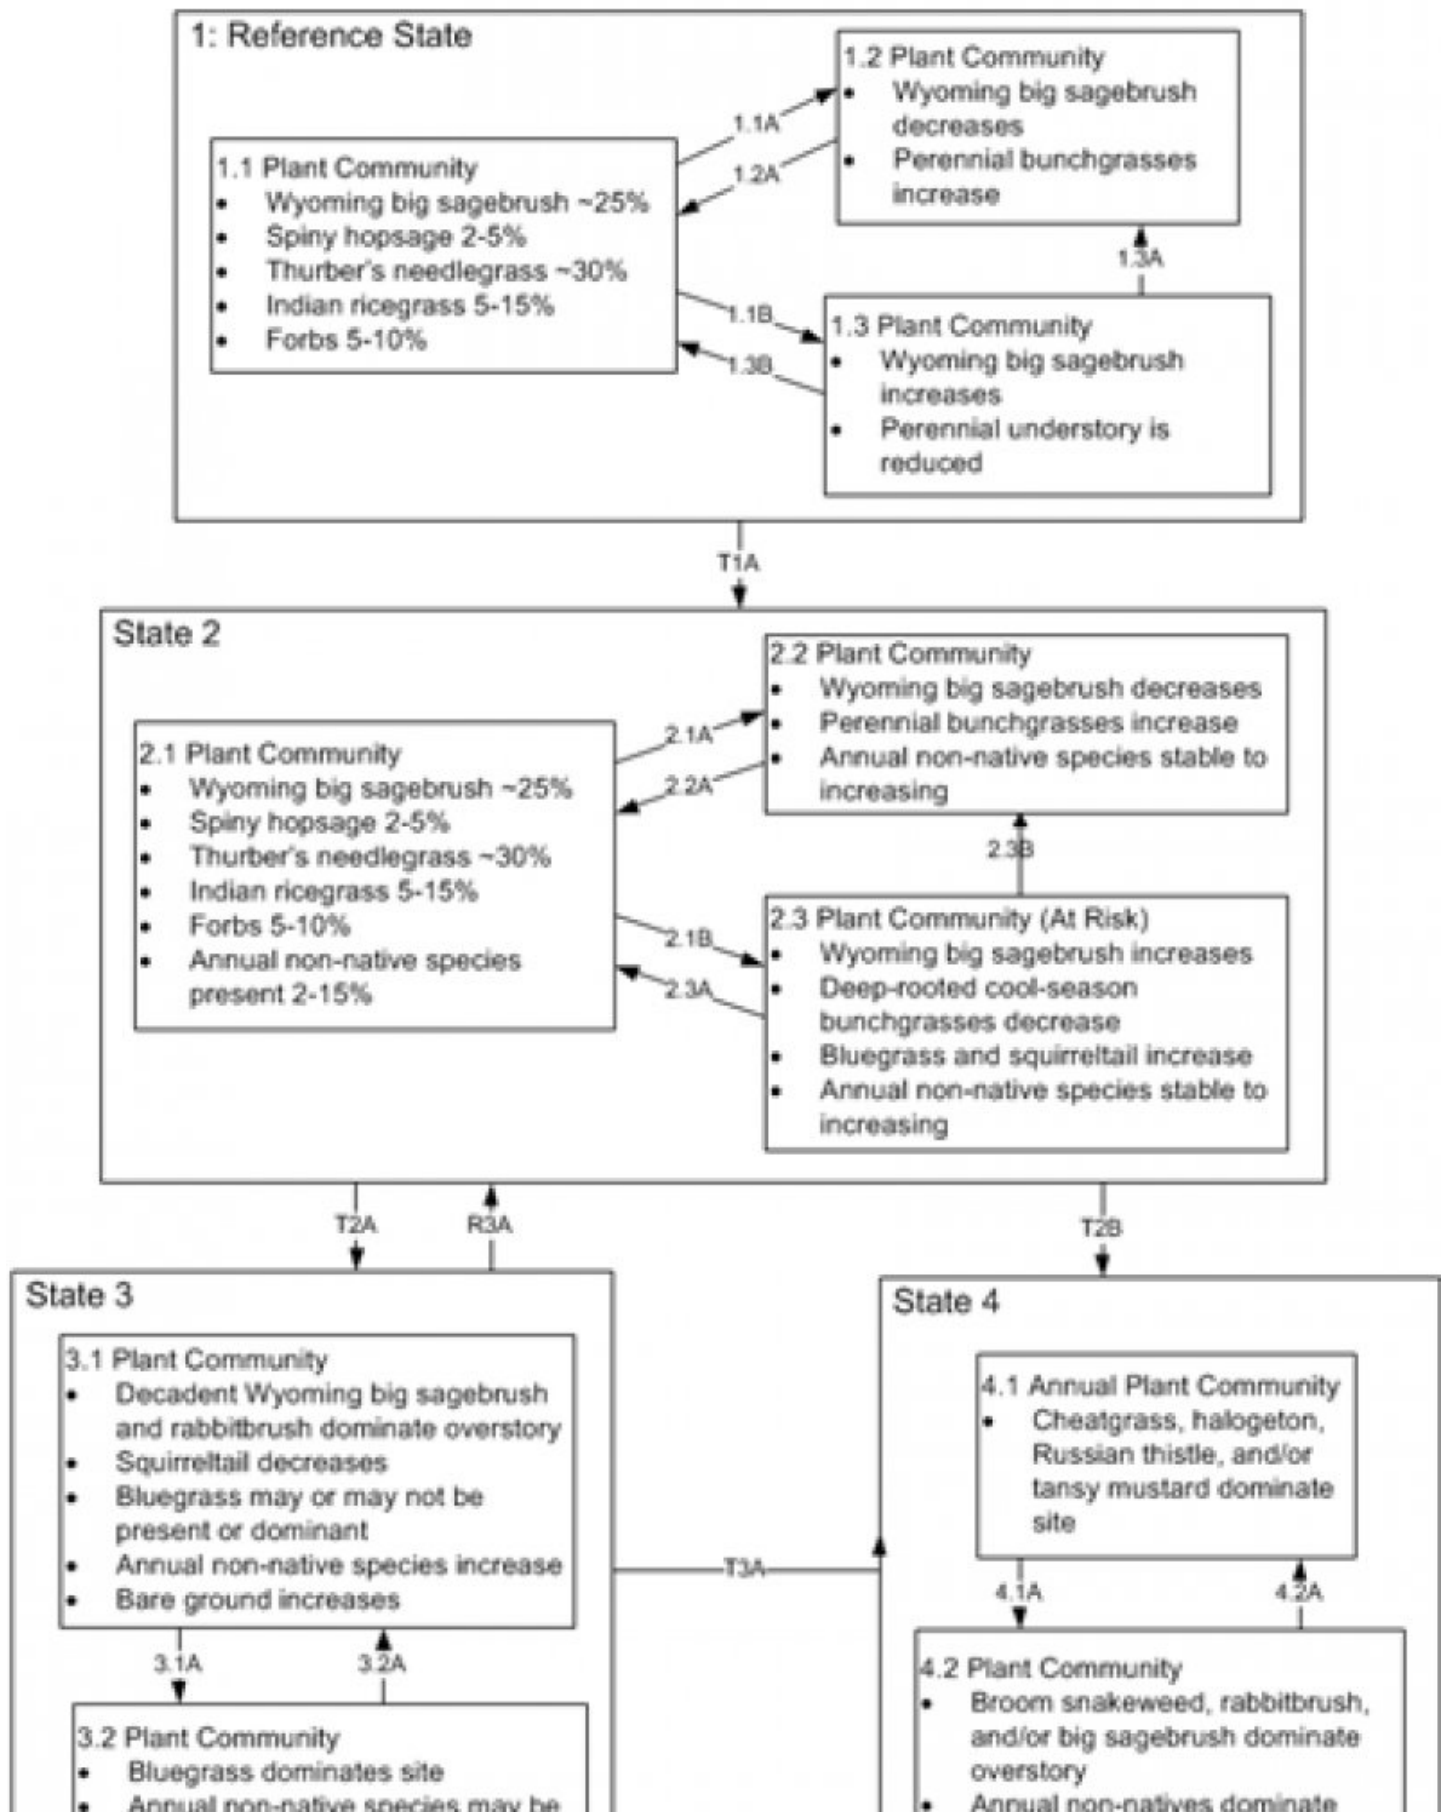 1: Reference State
1.2 Plant Community
• Wyoming big sagebrush
decreases
• Perennial bunchgrasses
increase
1.1A
1.2A
1.1 Plant Community
• Wyoming big sagebrush ~25%
• Spiny hopsage 2-5%
• Thurber's needlegrass ~30%
• Indian ricegrass 5-15%
• Forbs 5-10%
1.3A
1.1B
1.3B
1.3 Plant Community
• Wyoming big sagebrush
increases
• Perennial understory is
reduced
T1A
State 2
2.2 Plant Community
• Wyoming big sagebrush decreases
• Perennial bunchgrasses increase
• Annual non-native species stable to
increasing
2.1A
2.2A
2.1 Plant Community
• Wyoming big sagebrush ~25%
• Spiny hopsage 2-5%
• Thurber's needlegrass ~30%
• Indian ricegrass 5-15%
• Forbs 5-10%
• Annual non-native species
present 2-15%
2.3B
2.1B
2.3A
2.3 Plant Community (At Risk)
• Wyoming big sagebrush increases
• Deep-rooted cool-season
bunchgrasses decrease
• Bluegrass and squirreltail increase
• Annual non-native species stable to
increasing
T2A
R3A
T2B
State 3
3.1 Plant Community
• Decadent Wyoming big sagebrush
and rabbitbrush dominate overstory
• Squirreltail decreases
• Bluegrass may or may not be
present or dominant
• Annual non-native species increase
• Bare ground increases
3.1A
3.2A
3.2 Plant Community
• Bluegrass dominates site
• Annual non-native species may be
T3A
State 4
4.1 Annual Plant Community
• Cheatgrass, halogeton,
Russian thistle, and/or
tansy mustard dominate
site
4.1A
4.2A
4.2 Plant Community
• Broom snakeweed, rabbitbrush,
and/or big sagebrush dominate
overstory
• Annual non-natives dominate